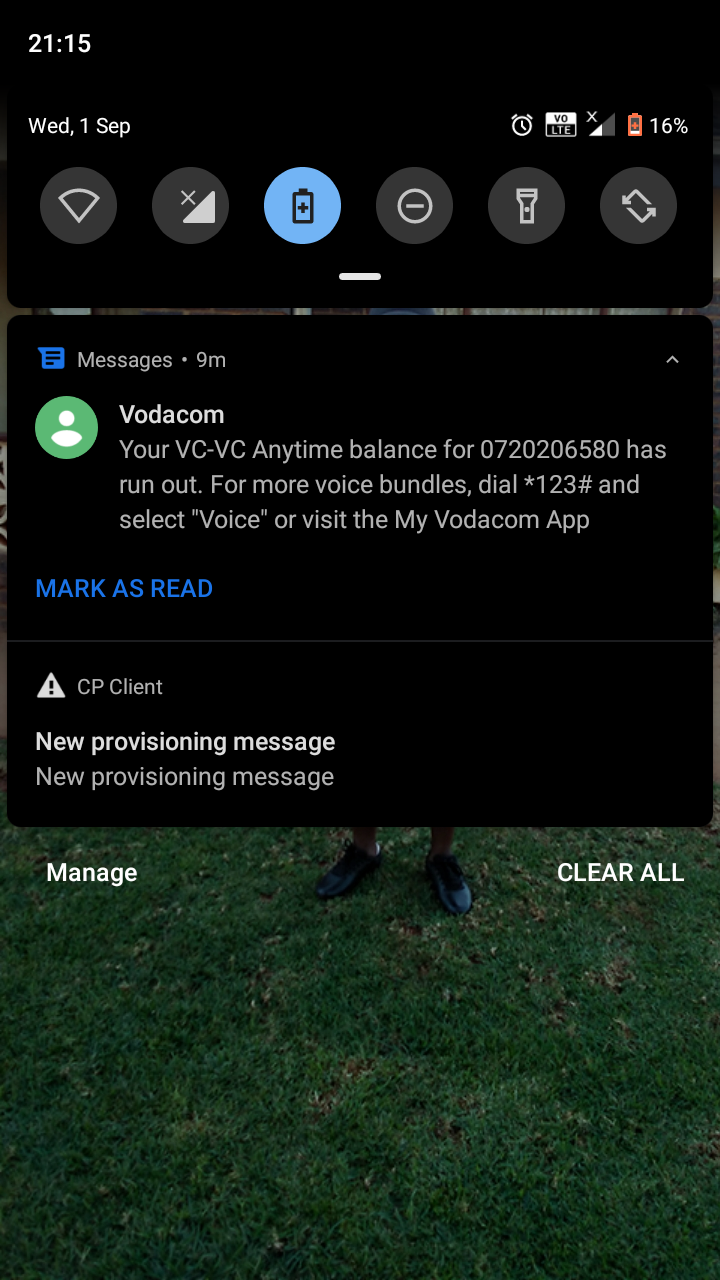 21:15
Wed, 1 Sep
VO LTE
X
16%
Messages • 9m
Vodacom
Your VC-VC Anytime balance for 0720206580 has
run out. For more voice bundles, dial *123# and
select "Voice" or visit the My Vodacom App
MARK AS READ
CP Client
New provisioning message
New provisioning message
Manage
CLEAR ALL